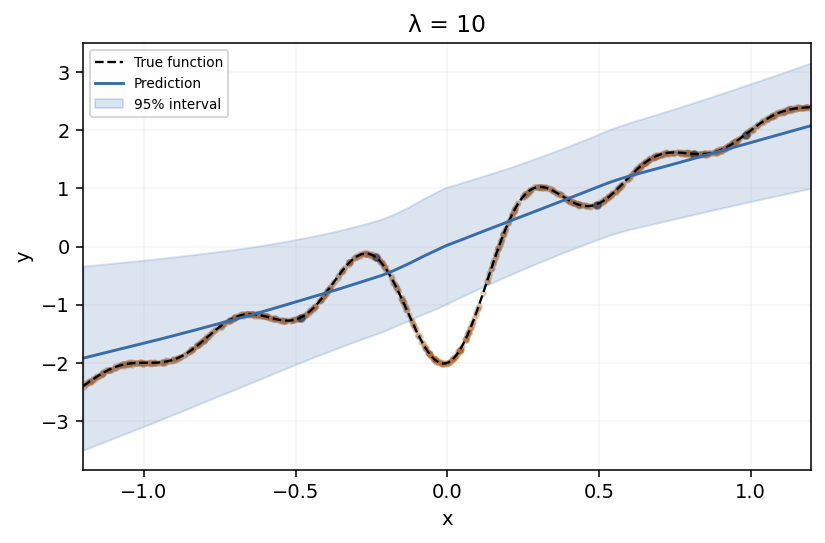 λ = 10
True function
Prediction
95% interval
3
2
1
0
−1
−2
−3
y
−1.0
−0.5
0.0
0.5
1.0
x